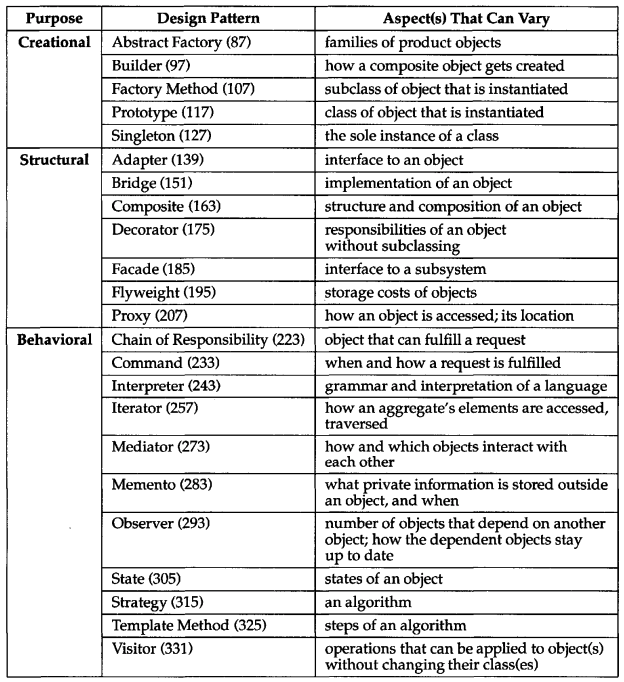 Purpose Design Pattern Aspect(s) That Can Vary
Creational Abstract Factory (87) families of product objects
Builder (97) how a composite object gets created
Factory Method (107) subclass of object that is instantiated
Prototype (117) class of object that is instantiated
Singleton (127) the sole instance of a class
Structural Adapter (139) interface to an object
Bridge (151) implementation of an object
Composite (163) structure and composition of an object
Decorator (175) responsibilities of an object
without subclassing
Facade (185) interface to a subsystem
Flyweight (195) storage costs of objects
Proxy (207) how an object is accessed; its location
Behavioral Chain of Responsibility (223) object that can fulfill a request
Command (233) when and how a request is fulfilled
Interpreter (243) grammar and interpretation of a language
Iterator (257) how an aggregate's elements are accessed,
traversed
Mediator (273) how and which objects interact with
each other
Memento (283) what private information is stored outside
an object, and when
Observer (293) number of objects that depend on another
object; how the dependent objects stay
up to date
State (305) states of an object
Strategy (315) an algorithm
Template Method (325) steps of an algorithm
Visitor (331) operations that can be applied to object(s)
without changing their class(es)